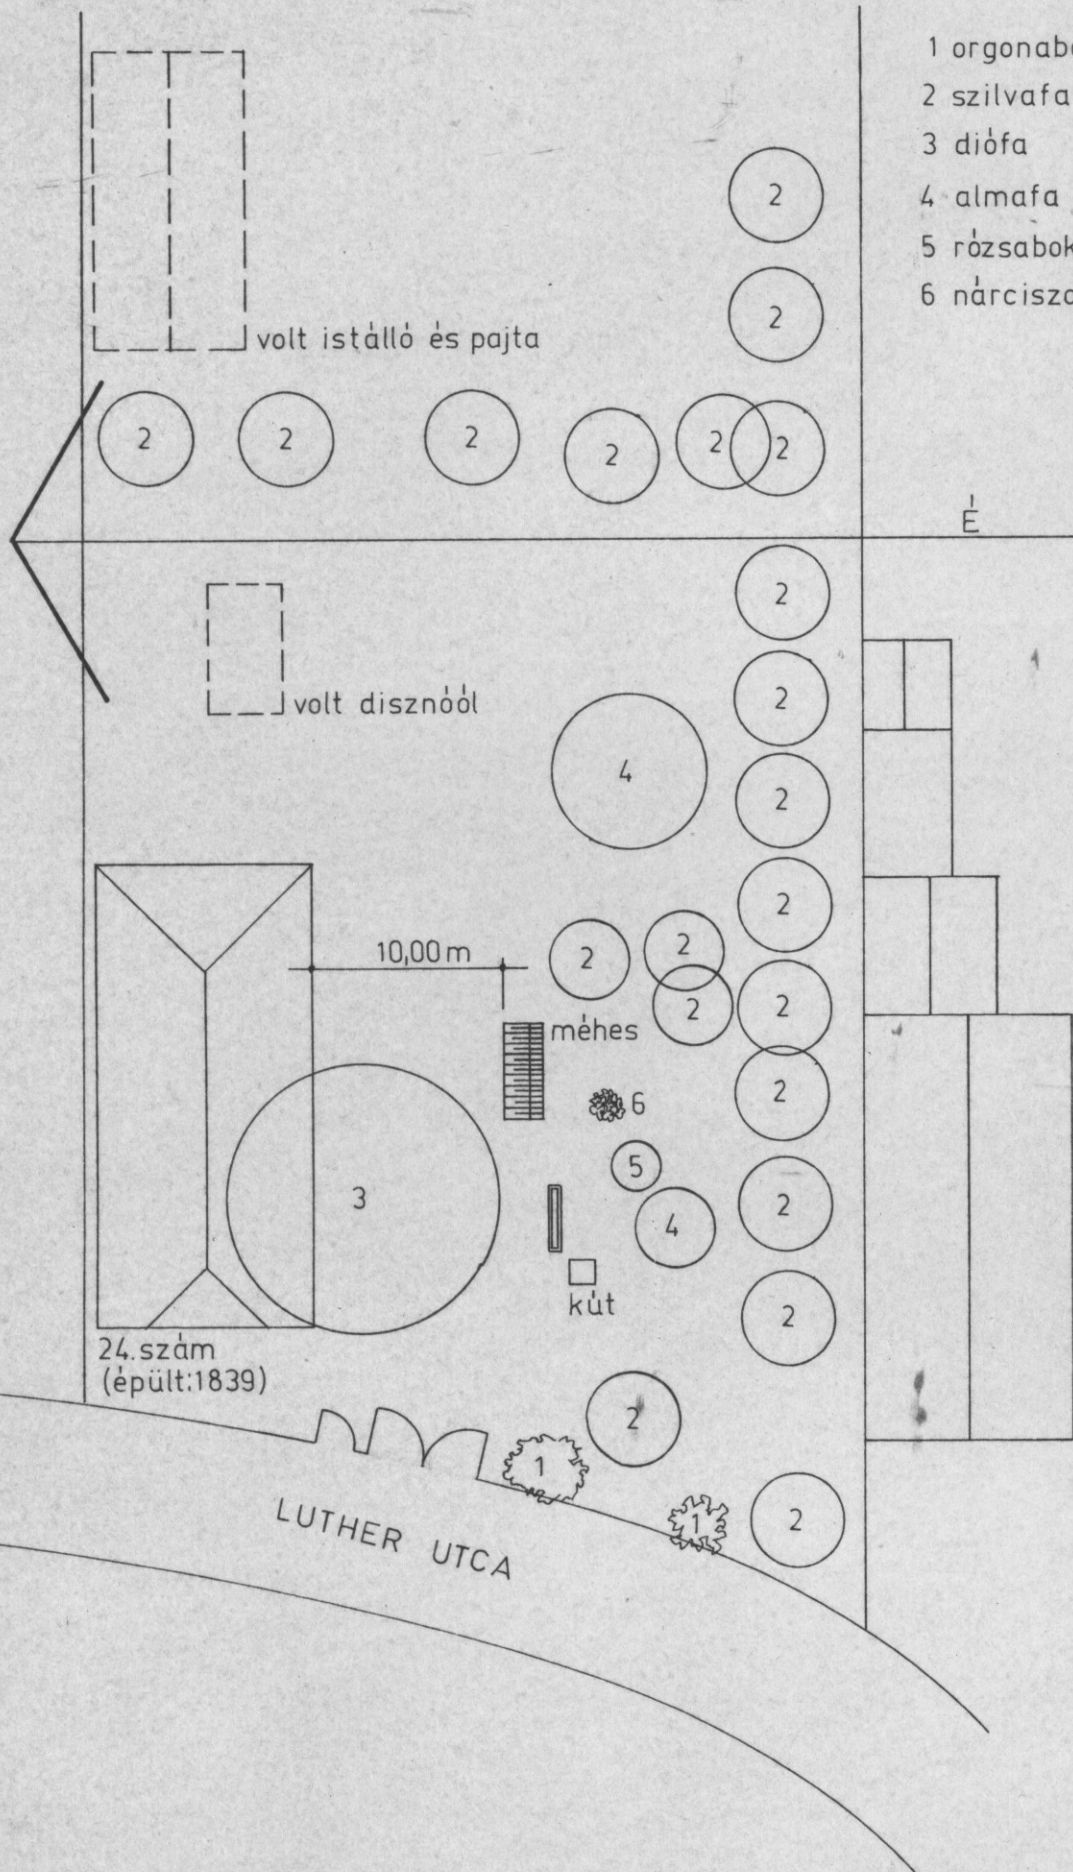 1 orgonabo
2 szilvafa
3 diófa
4 almafa
5 rózsabok
6 nárcisz
2
2
volt istálló és pajta
2 2 2 2 2 2
É
2
volt disznóól
2
4
2
2
10,00 m
2 2
2
2
méhes
2
6
5
3
4
2
kút
2
24.szám
(épült:1839)
2
1
1
2
LUTHER UTCA